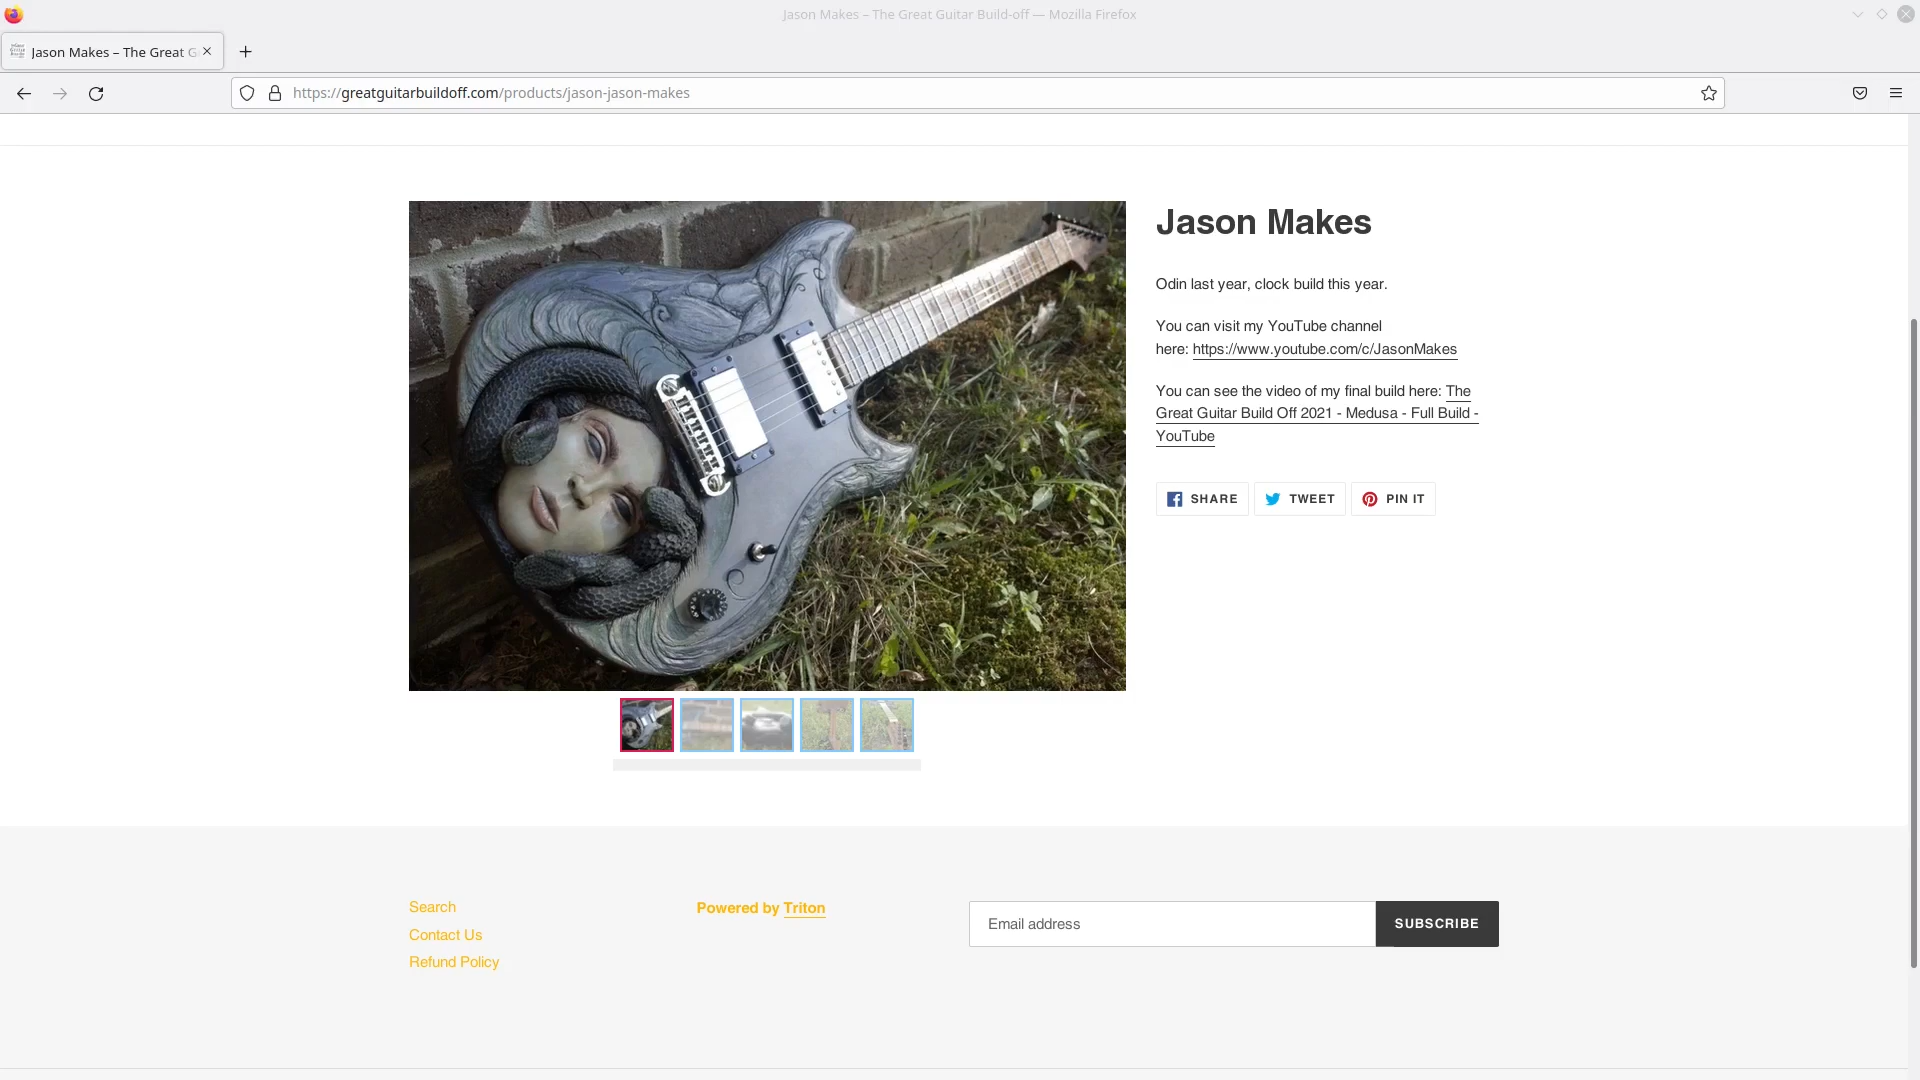 Jason Makes – The Great Guitar Build-off — Mozilla Firefox
Jason Makes – The Great G
https://greatguitarbuildoff.com/products/jason-jason-makes
Jason Makes
Odin last year, clock build this year.
You can visit my YouTube channel
here: https://www.youtube.com/c/JasonMakes
You can see the video of my final build here: The
Great Guitar Build Off 2021 - Medusa - Full Build -
YouTube
SHARE
TWEET
PIN IT
Search
Contact Us
Refund Policy
Powered by Triton
Email address
SUBSCRIBE